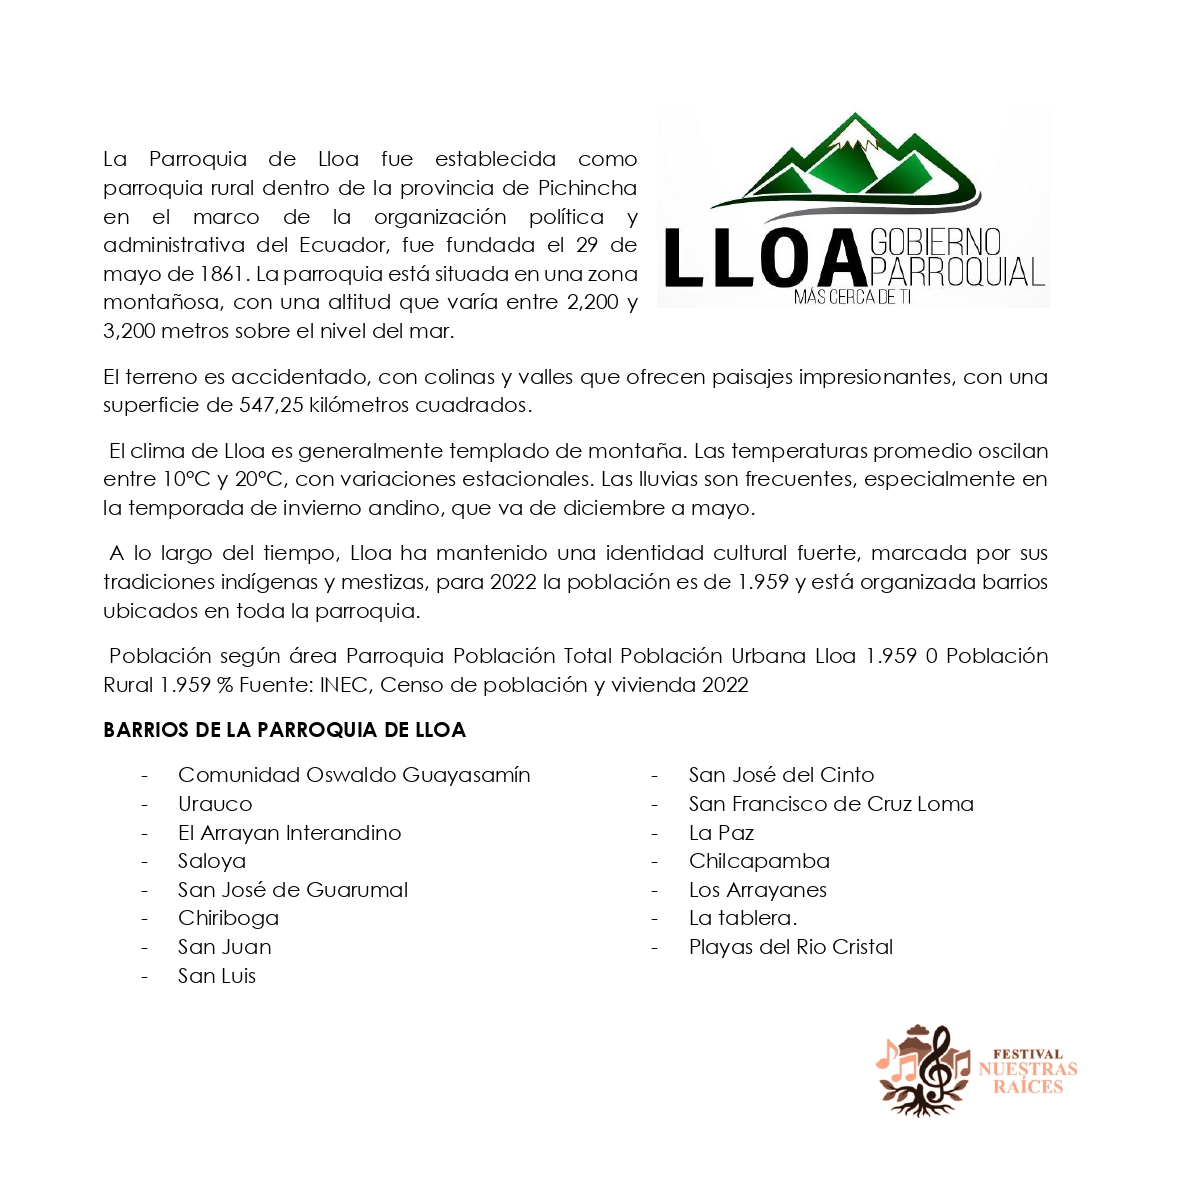 La Parroquia de Lloa fue establecida como
parroquia rural dentro de la provincia de Pichincha
en el marco de la organización política y
administrativa del Ecuador, fue fundada el 29 de
mayo de 1861. La parroquia está situada en una zona
montañosa, con una altitud que varía entre 2,200 y
3,200 metros sobre el nivel del mar.
LLOA GOBIERNO
PARROQUIAL
MÁS CERCA DE TI
El terreno es accidentado, con colinas y valles que ofrecen paisajes impresionantes, con una
superficie de 547,25 kilómetros cuadrados.
El clima de Lloa es generalmente templado de montaña. Las temperaturas promedio oscilan
entre 10°C y 20°C, con variaciones estacionales. Las lluvias son frecuentes, especialmente en
la temporada de invierno andino, que va de diciembre a mayo.
A lo largo del tiempo, Lloa ha mantenido una identidad cultural fuerte, marcada por sus
tradiciones indígenas y mestizas, para 2022 la población es de 1.959 y está organizada barrios
ubicados en toda la parroquia.
Población según área Parroquia Población Total Población Urbana Lloa 1.959 0 Población
Rural 1.959 % Fuente: INEC, Censo de población y vivienda 2022
BARRIOS DE LA PARROQUIA DE LLOA
- Comunidad Oswaldo Guayasamín
- Urauco
- El Arrayan Interandino
- Saloya
- San José de Guarumal
- Chiriboga
- San Juan
- San Luis
- San José del Cinto
- San Francisco de Cruz Loma
- La Paz
- Chilcapamba
- Los Arrayanes
- La tablera.
- Playas del Rio Cristal
FESTIVAL
NUESTRAS
RAÍCES